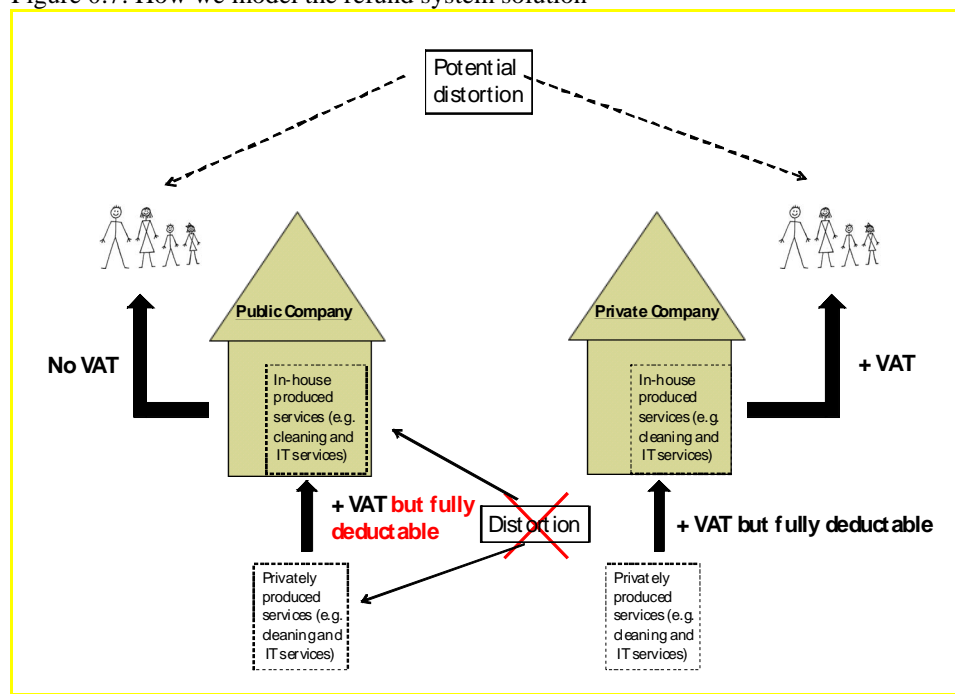 Figure 6.7: How we model the refund system solution
Potential
distortion
Public Company
Private Company
No VAT
+ VAT
In-house
produced
services (e.g.
cleaning and
IT services)
In-house
produced
services (e.g.
cleaning and
IT services)
+ VAT but fully
deductable
Distortion
+ VAT but fully deductable
Privately
produced
services (e.g.
cleaning and
IT services)
Privately
produced
services (e.g.
cleaning and
IT services)